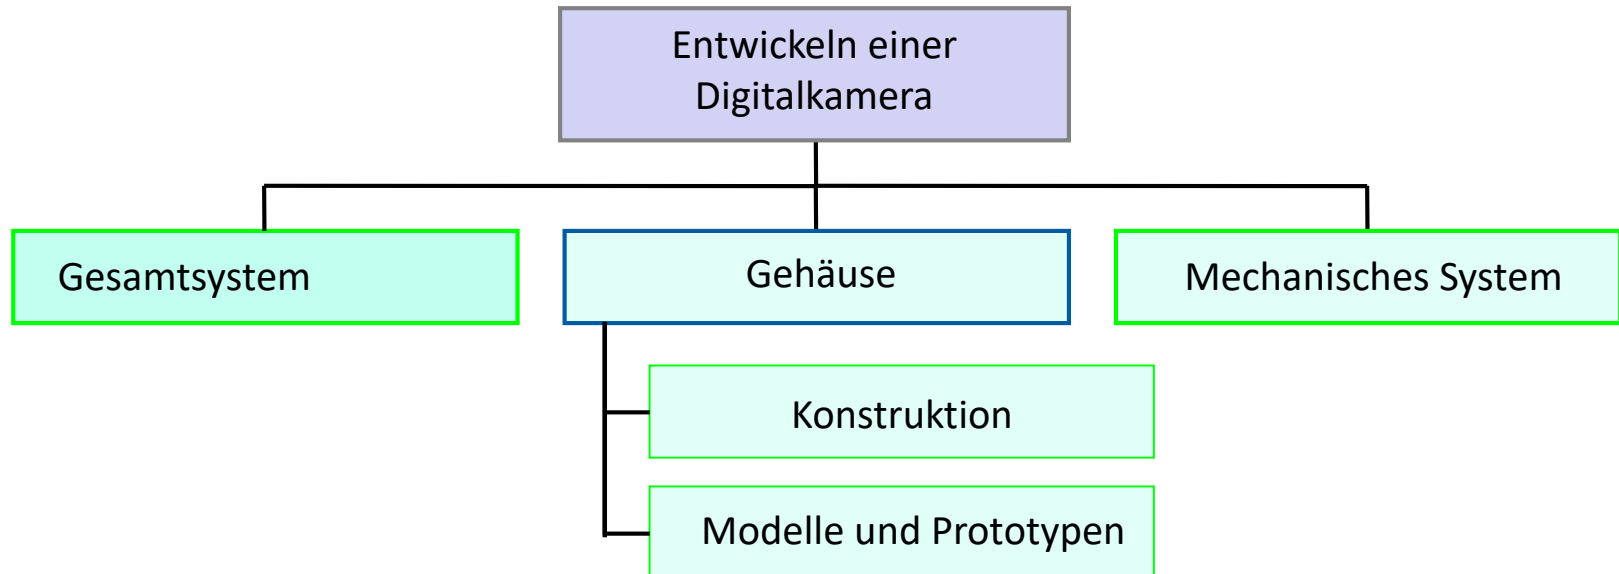 Entwickeln einer
Digitalkamera
Gesamtsystem
Gehäuse
Mechanisches System
Konstruktion
Modelle und Prototypen